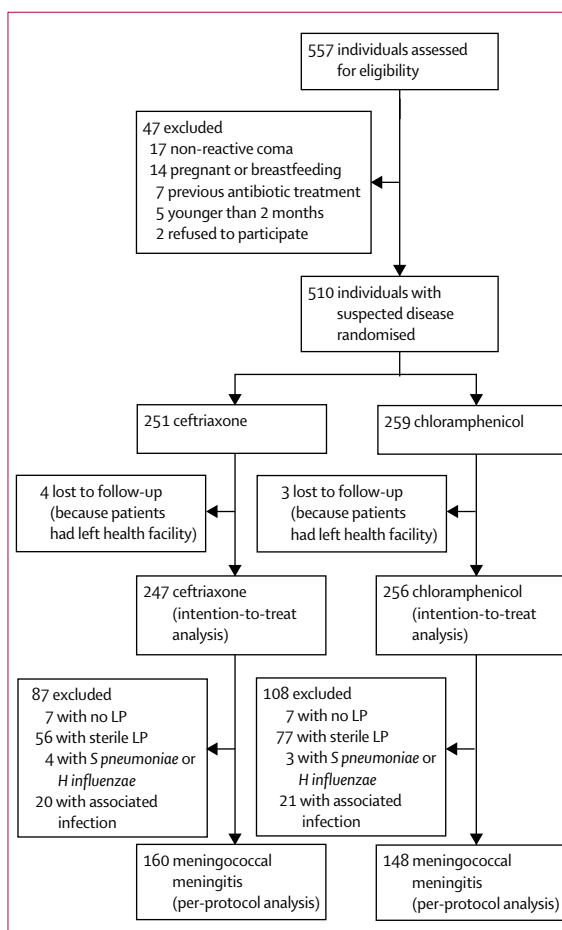 557 individuals assessed
for eligibility
47 excluded
17 non-reactive coma
14 pregnant or breastfeeding
7 previous antibiotic treatment
5 younger than 2 months
2 refused to participate
510 individuals with
suspected disease
randomised
251 ceftriaxone
259 chloramphenicol
4 lost to follow-up
(because patients
had left health facility)
3 lost to follow-up
(because patients
had left health facility)
247 ceftriaxone
(intention-to-treat
analysis)
256 chloramphenicol
(intention-to-treat
analysis)
87 excluded
7 with no LP
56 with sterile LP
4 with S pneumoniae or
H influenzae
20 with associated
infection
108 excluded
7 with no LP
77 with sterile LP
3 with S pneumoniae or
H influenzae
21 with associated
infection
160 meningococcal
meningitis
(per-protocol analysis)
148 meningococcal
meningitis
(per-protocol analysis)